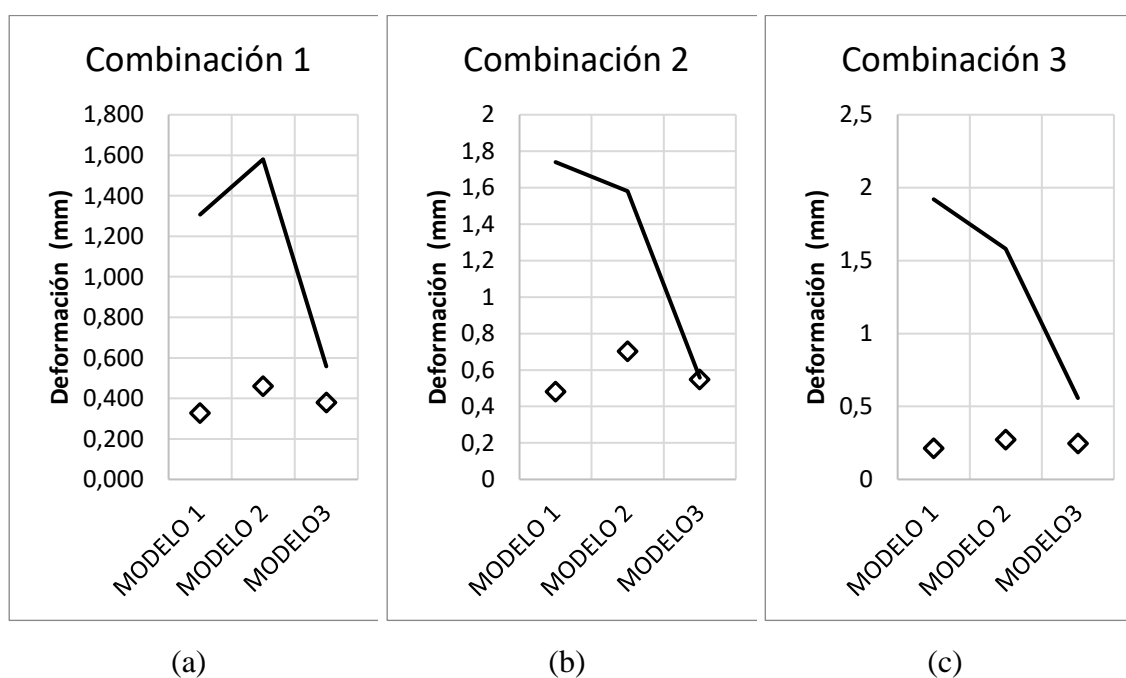 Combinación 1
Deformación (mm)
1,800
1,600
1,400
1,200
1,000
0,800
0,600
0,400
0,200
0,000
MODELO 1
MODELO 2
MODELO3
(a)
Combinación 2
Deformación (mm)
2
1,8
1,6
1,4
1,2
1
0,8
0,6
0,4
0,2
0
MODELO 1
MODELO 2
MODELO3
(b)
Combinación 3
Deformación (mm)
2,5
2
1,5
1
0,5
0
MODELO 1
MODELO 2
MODELO3
(c)